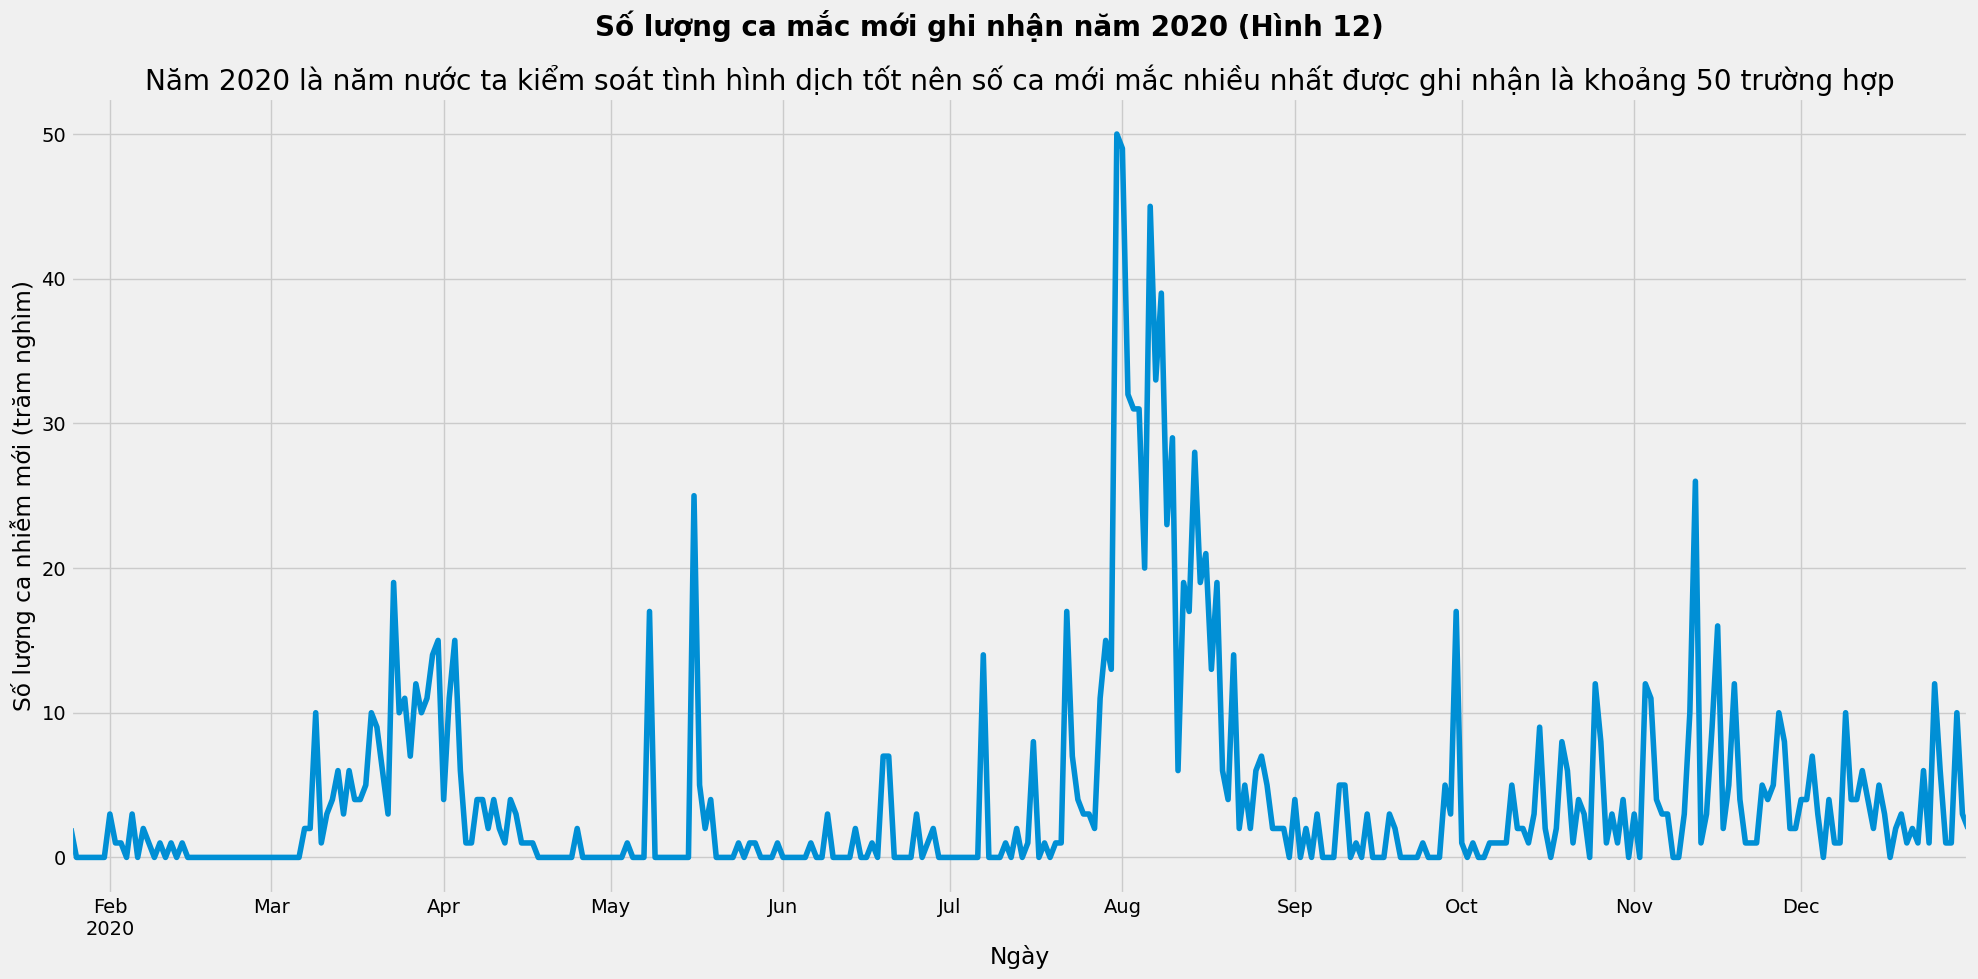 Số lượng ca mắc mới ghi nhận năm 2020 (Hình 12)
Năm 2020 là năm nước ta kiểm soát tình hình dịch tốt nên số ca mới mắc nhiều nhất được ghi nhận là khoảng 50 trường hợp
Số lượng ca nhiễm mới (trăm nghìn)
50
40
30
20
10
0
Feb Mar Apr May Jun Jul Aug Sep Oct Nov Dec
2020
Ngày